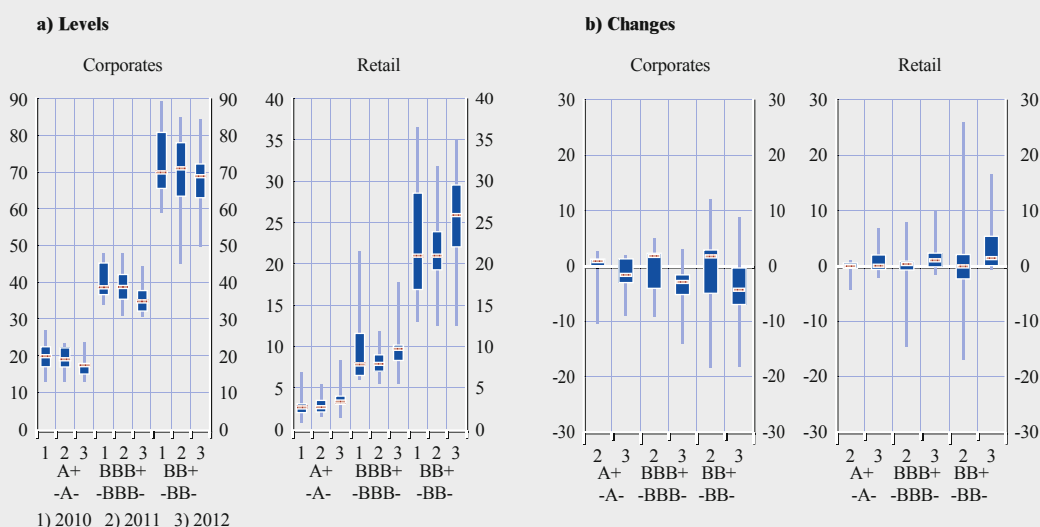 a) Levels
b) Changes
Corporates Retail Corporates Retail
90 90 40 40 30 30 30 30
80 80 35 35 20 20 20 20
70 70 30 30 10 10 10 10
60 60 25 25 0 0 0 0
50 50 20 20 -10 -10 -10 -10
40 40 15 15 -20 -20 -20 -20
30 30 10 10 -30 -30 -30 -30
20 20 5 5
10 10 0 0
0 0
1 2 3 1 2 3 1 2 3 1 2 3 1 2 3 1 2 3 2 3 2 3 2 3 2 3 2 3 2 3
A+ BBB+ BB+ A+ BBB+ BB+ A+ BBB+ BB+ A+ BBB+ BB+
-A- -BBB- -BB- -A- -BBB- -BB- -A- -BBB- -BB- -A- -BBB- -BB-
1) 2010 2) 2011 3) 2012